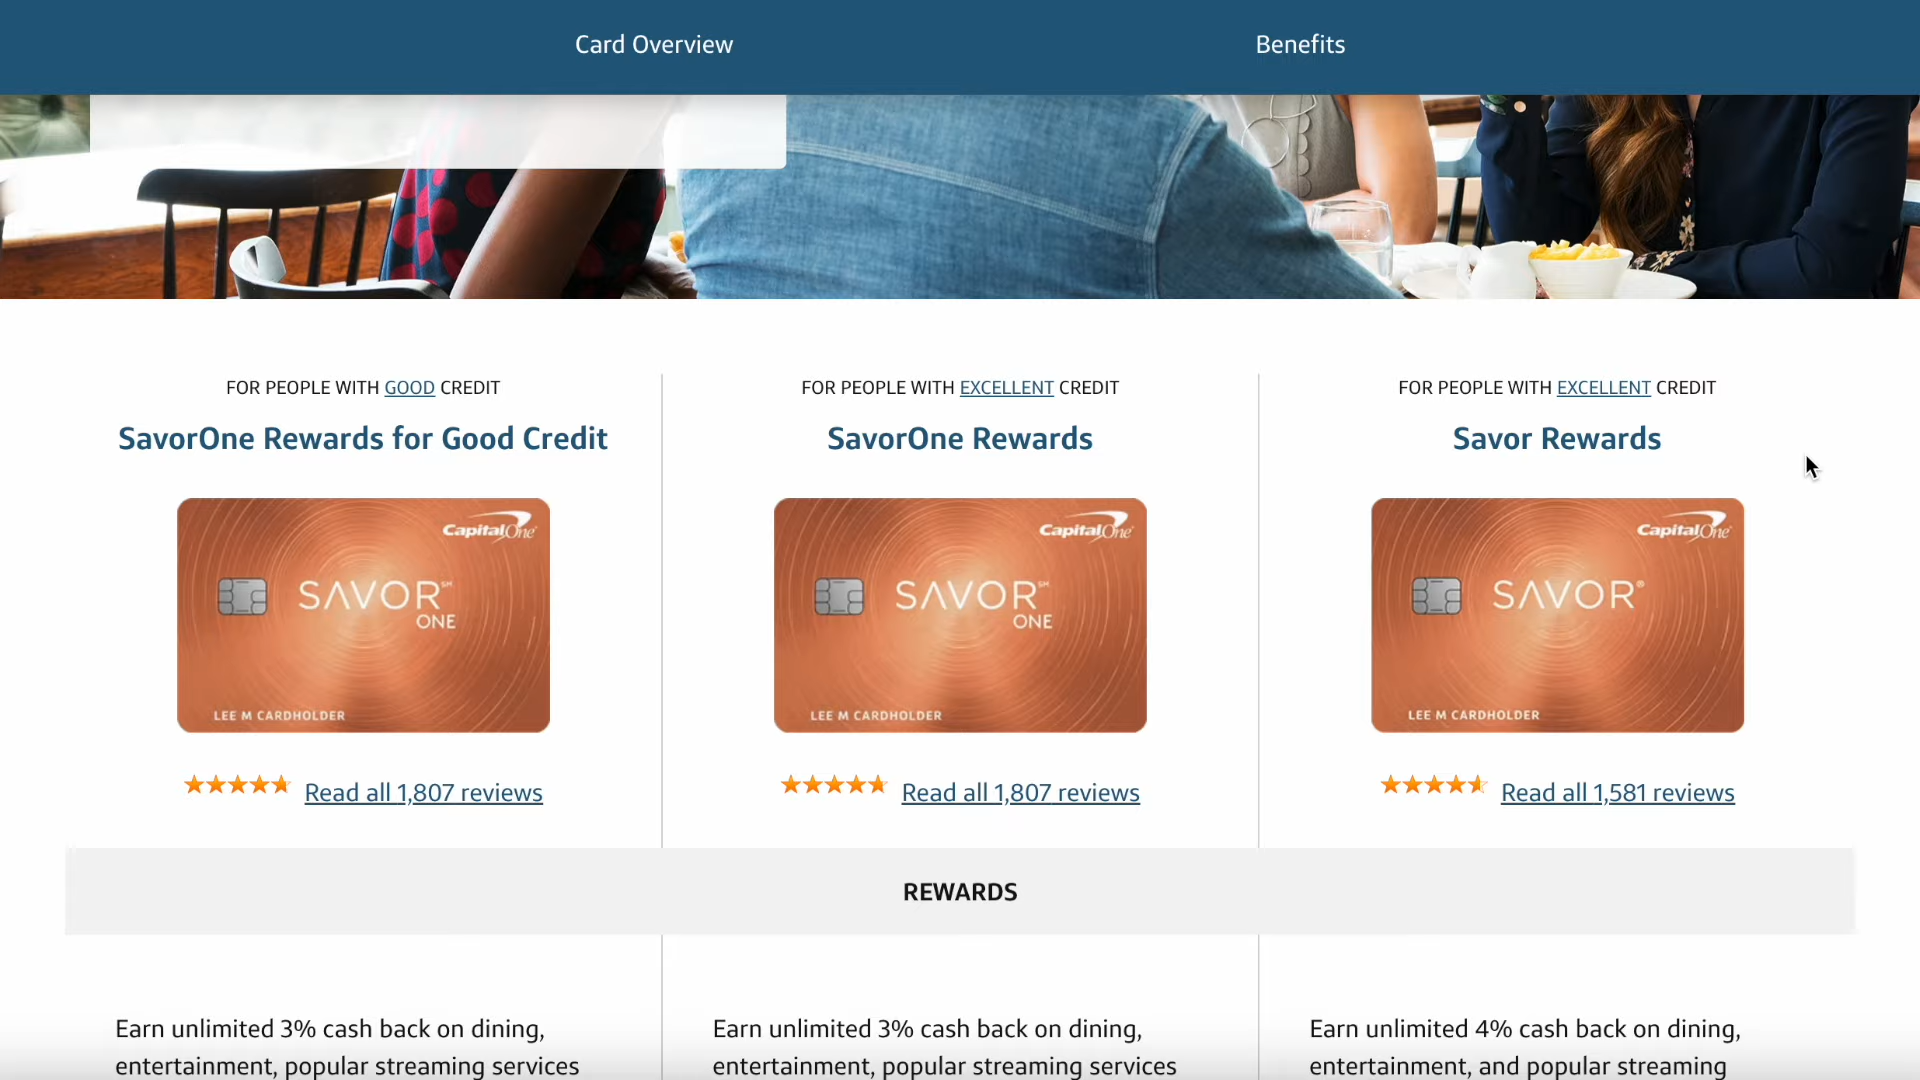 Card Overview
Benefits
FOR PEOPLE WITH GOOD CREDIT
SavorOne Rewards for Good Credit
CapitalOne
SAVOR℠
ONE
LEE M CARDHOLDER
Read all 1,807 reviews
FOR PEOPLE WITH EXCELLENT CREDIT
SavorOne Rewards
CapitalOne
SAVOR℠
ONE
LEE M CARDHOLDER
Read all 1,807 reviews
FOR PEOPLE WITH EXCELLENT CREDIT
Savor Rewards
CapitalOne
SAVOR®
LEE M CARDHOLDER
Read all 1,581 reviews
REWARDS
Earn unlimited 3% cash back on dining,
entertainment, popular streaming services
Earn unlimited 3% cash back on dining,
entertainment, popular streaming services
Earn unlimited 4% cash back on dining,
entertainment, and popular streaming